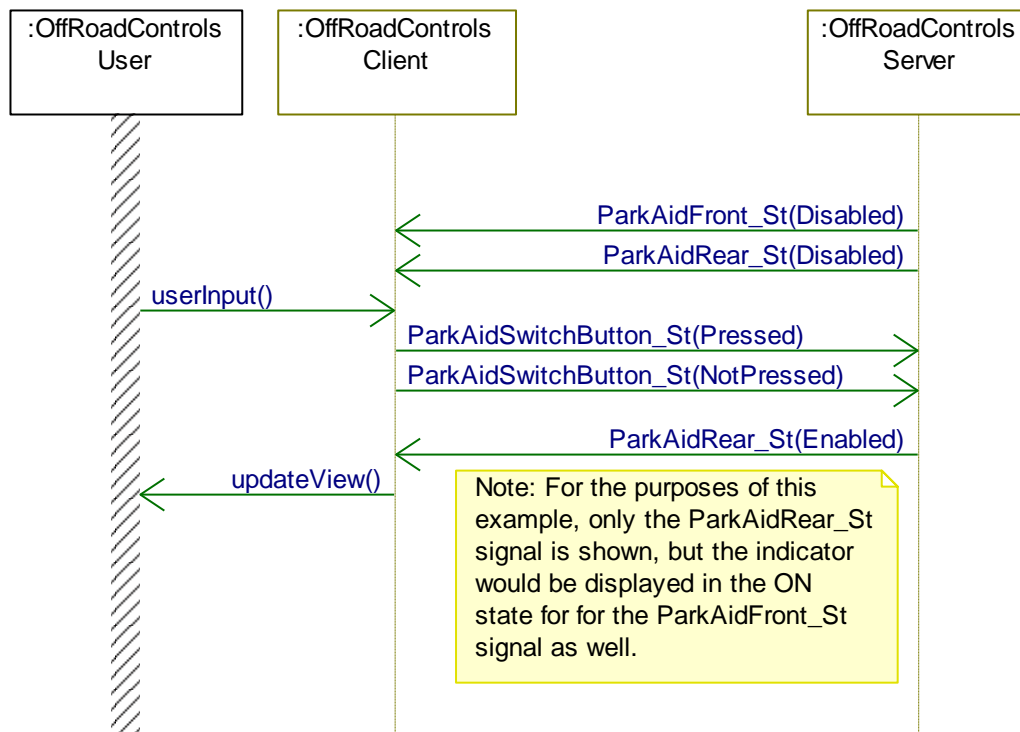 :OffRoadControls
User
:OffRoadControls
Client
:OffRoadControls
Server
ParkAidFront_St(Disabled)
ParkAidRear_St(Disabled)
userInput()
ParkAidSwitchButton_St(Pressed)
ParkAidSwitchButton_St(NotPressed)
ParkAidRear_St(Enabled)
updateView()
Note: For the purposes of this
example, only the ParkAidRear_St
signal is shown, but the indicator
would be displayed in the ON
state for for the ParkAidFront_St
signal as well.